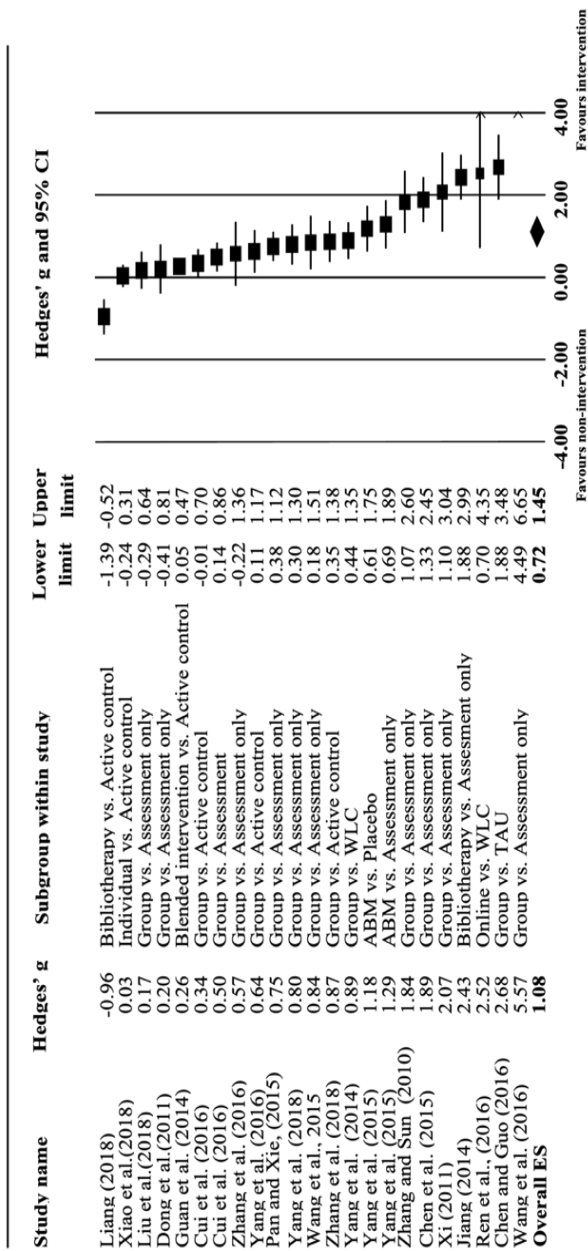 Study name Hedges' g Subgroup within study Lower limit Upper limit Hedges' g and 95% CI
Liang (2018) -0.96 Bibliotherapy vs. Active control -1.39 -0.52
Xiao et al.(2018) 0.03 Individual vs. Active control -0.24 0.31
Liu et al.(2018) 0.17 Group vs. Assessment only -0.29 0.64
Dong et al.(2011) 0.20 Group vs. Assessment only -0.41 0.81
Guan et al. (2014) 0.26 Blended intervention vs. Active control 0.05 0.47
Cui et al. (2016) 0.34 Group vs. Active control -0.01 0.70
Cui et al. (2016) 0.50 Group vs. Assessment 0.14 0.86
Zhang et al. (2016) 0.57 Group vs. Assessment only -0.22 1.36
Yang et al. (2016) 0.64 Group vs. Active control 0.11 1.17
Pan and Xie, (2015) 0.75 Group vs. Assessment only 0.38 1.12
Yang et al. (2018) 0.80 Group vs. Assessment only 0.30 1.30
Wang et al., 2015 0.84 Group vs. Assessment only 0.18 1.51
Zhang et al. (2018) 0.87 Group vs. Active control 0.35 1.38
Yang et al. (2014) 0.89 Group vs. WLC 0.44 1.35
Yang et al. (2015) 1.18 ABM vs. Placebo 0.61 1.75
Yang et al. (2015) 1.29 ABM vs. Assessment only 0.69 1.89
Zhang and Sun (2010) 1.84 Group vs. Assessment only 1.07 2.60
Chen et al. (2015) 1.89 Group vs. Assessment only 1.33 2.45
Xi (2011) 2.07 Group vs. Assessment only 1.10 3.04
Jiang (2014) 2.43 Bibliotherapy vs. Assesment only 1.88 2.99
Ren et al., (2016) 2.52 Online vs. WLC 0.70 4.35
Chen and Guo (2016) 2.68 Group vs. TAU 1.88 3.48
Wang et al. (2016) 5.57 Group vs. Assessment only 4.49 6.65
Overall ES 1.08 0.72 1.45
-4.00 -2.00 0.00 2.00 4.00
Favours non-intervention Favours intervention